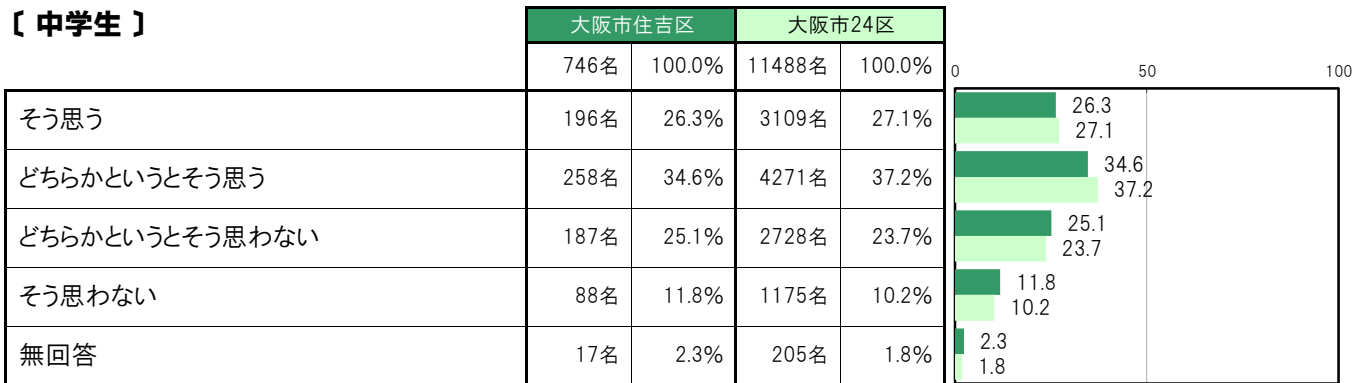 〔 中学生 〕
大阪市住吉区 大阪市24区
746名 100.0% 11488名 100.0%
0 50 100
そう思う 196名 26.3% 3109名 27.1%
26.3
27.1
どちらかというとそう思う 258名 34.6% 4271名 37.2%
34.6
37.2
どちらかというとそう思わない 187名 25.1% 2728名 23.7%
25.1
23.7
そう思わない 88名 11.8% 1175名 10.2%
11.8
10.2
無回答 17名 2.3% 205名 1.8%
2.3
1.8